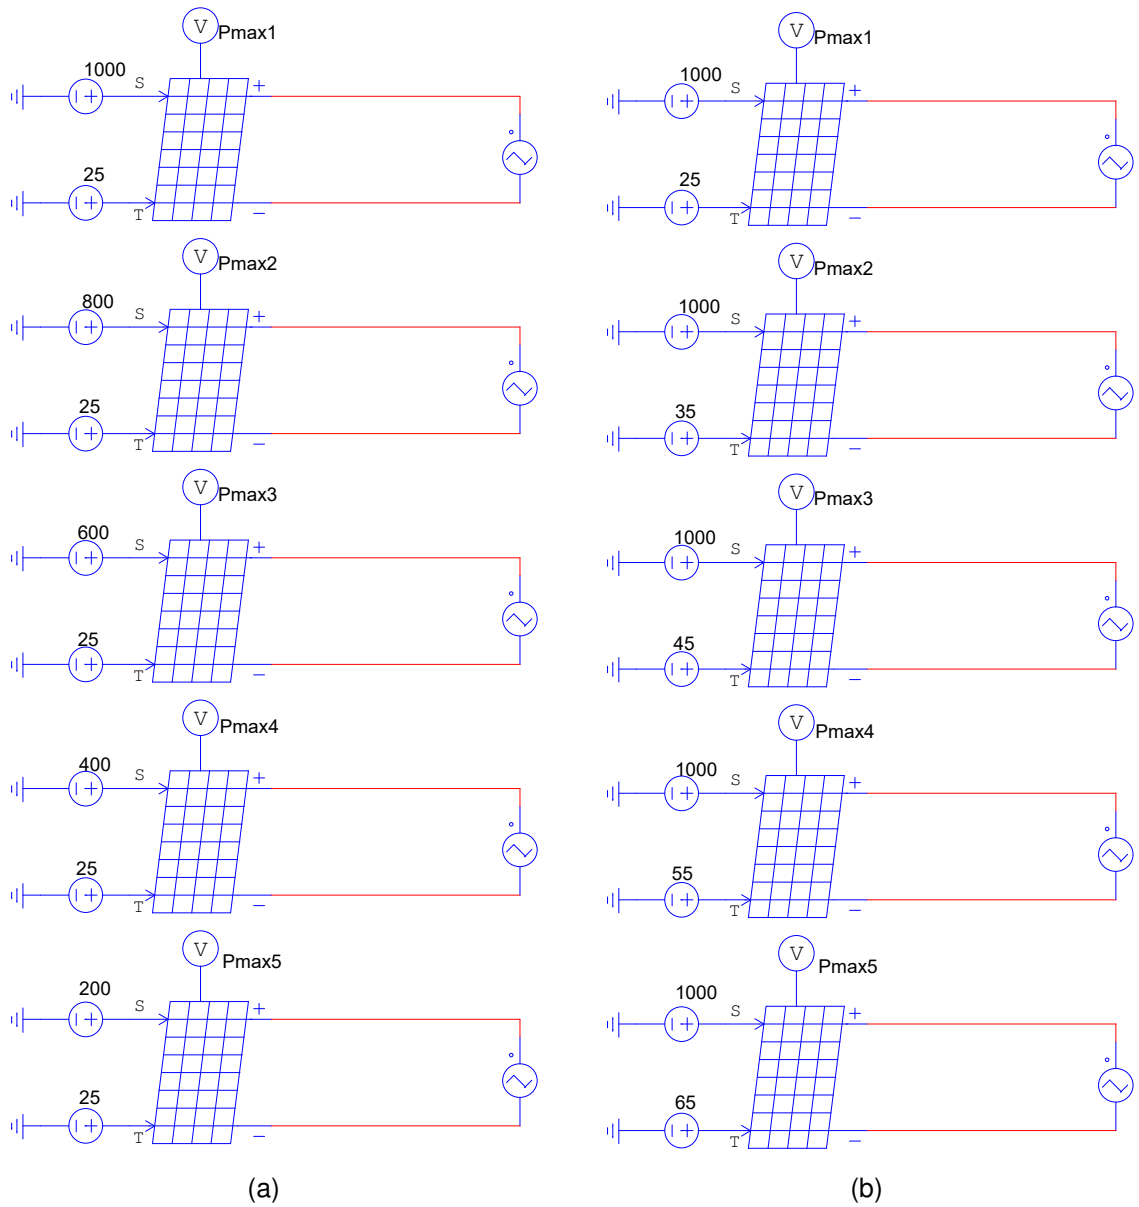 V Pmax1
1000 S +
25 T −
V Pmax2
800 S +
25 T −
V Pmax3
600 S +
25 T −
V Pmax4
400 S +
25 T −
V Pmax5
200 S +
25 T −
(a)
V Pmax1
1000 S +
25 T −
V Pmax2
1000 S +
35 T −
V Pmax3
1000 S +
45 T −
V Pmax4
1000 S +
55 T −
V Pmax5
1000 S +
65 T −
(b)